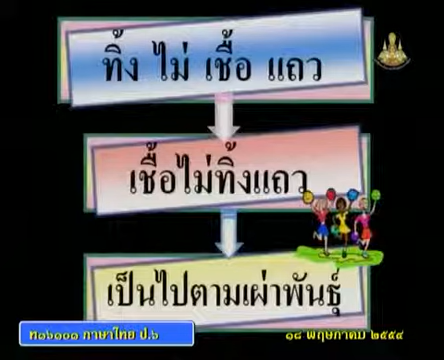 ทิ้ง ไม่ เชื้อ แถว
เชื้อไม่ทิ้งแถว
เป็นไปตามเผ่าพันธุ์
ท๑๖๑๐๑ ภาษาไทย ป.๖
๑๘ พฤษภาคม ๒๕๕๔